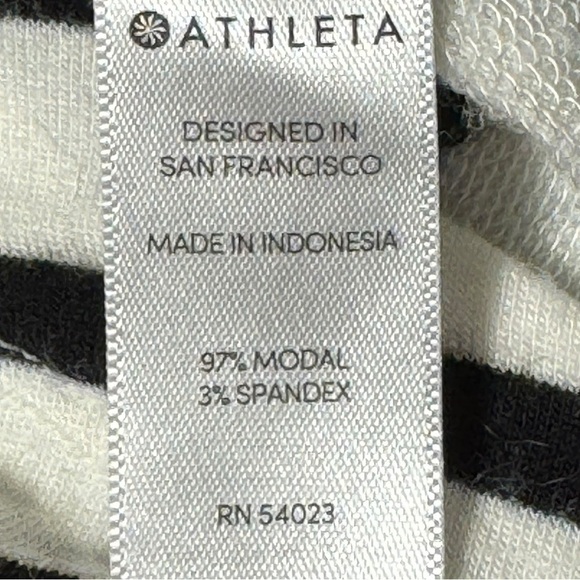 ATHLETA
DESIGNED IN
SAN FRANCISCO
MADE IN INDONESIA
97% MODAL
3% SPANDEX
RN 54023